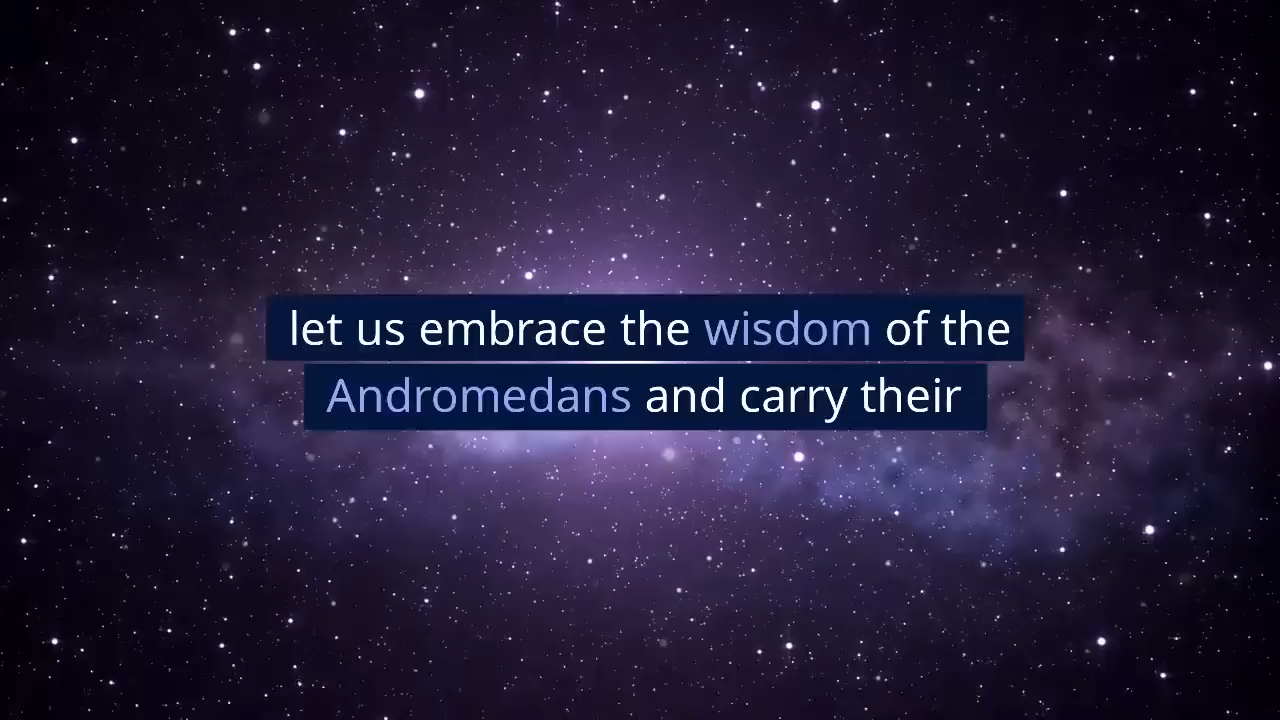 let us embrace the wisdom of the
Andromedans and carry their